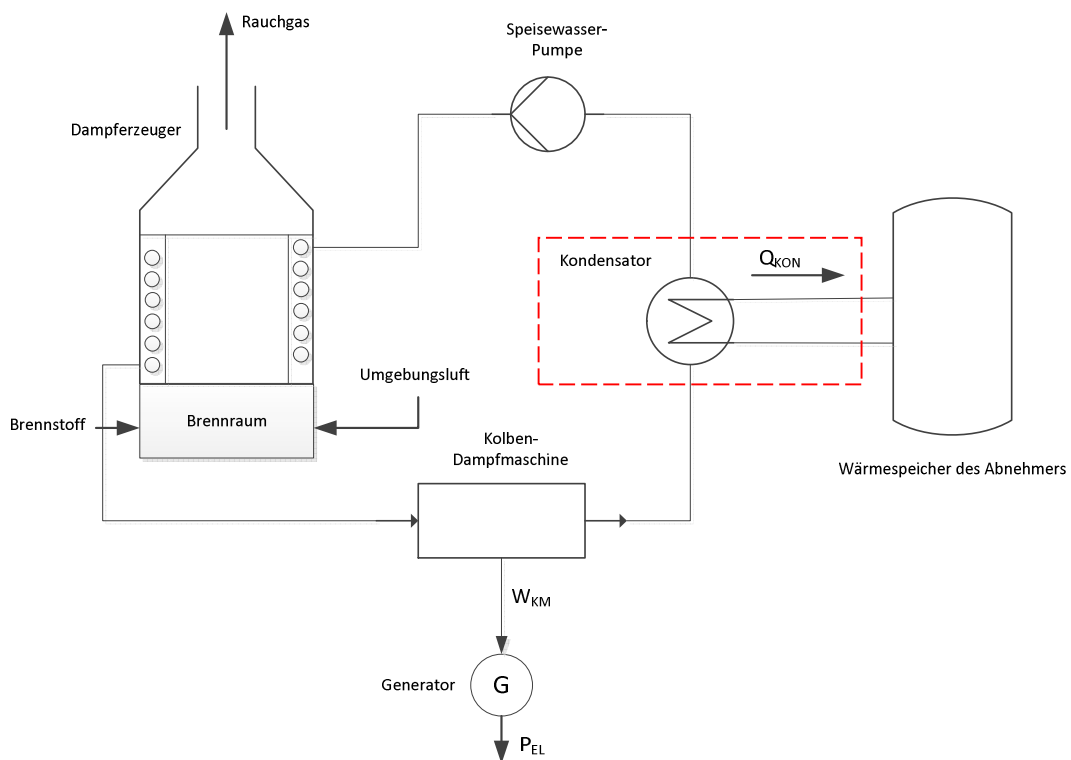 Rauchgas
Speisewasser-
Pumpe
Dampferzeuger
Kondensator
QKON
Umgebungsluft
Brennstoff
Brennraum
Kolben-
Dampfmaschine
Wärmespeicher des Abnehmers
WKM
Generator
G
PEL